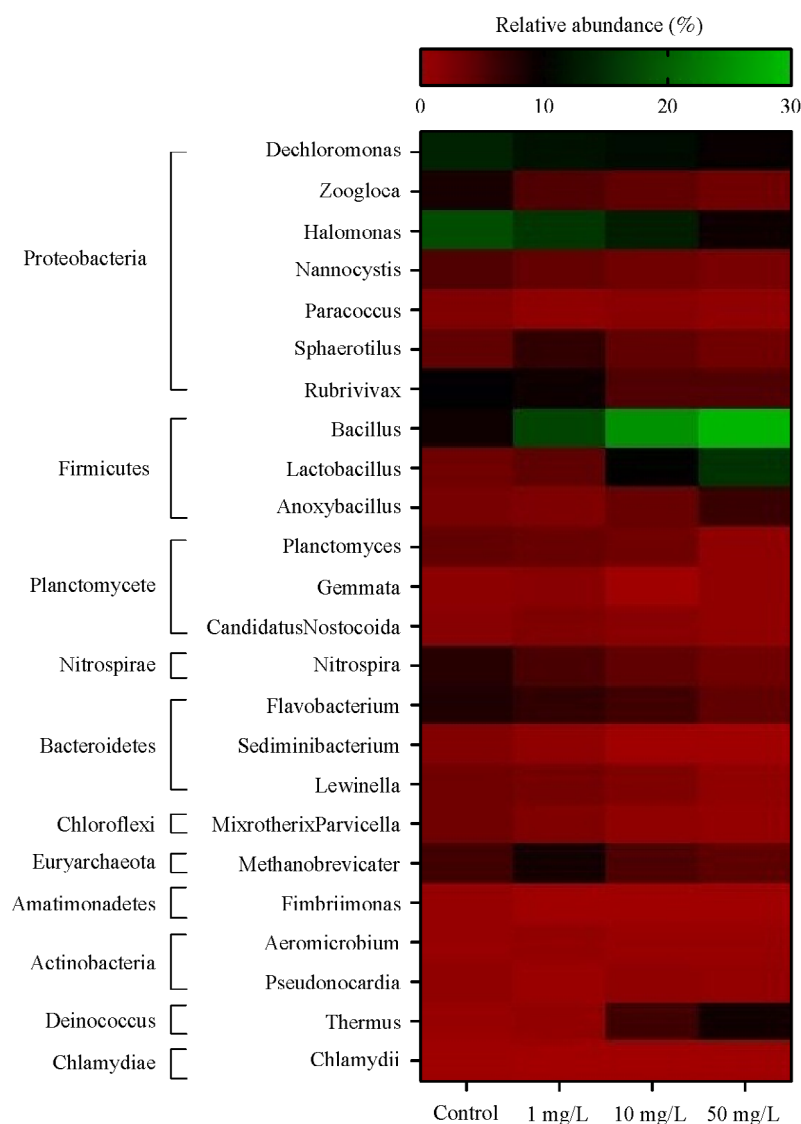 Relative abundance (%)
0 10 20 30
Proteobacteria
Dechloromonas
Zoogloca
Halomonas
Nannocystis
Paracoccus
Sphaerotilus
Rubrivivax
Firmicutes
Bacillus
Lactobacillus
Anoxybacillus
Planctomycete
Planctomyces
Gemmata
CandidatusNostocoida
Nitrospirae
Nitrospira
Bacteroidetes
Flavobacterium
Sediminibacterium
Lewinella
Chloroflexi
MixrotherixParvicella
Euryarchaeota
Methanobrevicater
Amatimonadetes
Fimbriimonas
Actinobacteria
Aeromicrobium
Pseudonocardia
Deinococcus
Thermus
Chlamydiae
Chlamydii
Control 1 mg/L 10 mg/L 50 mg/L